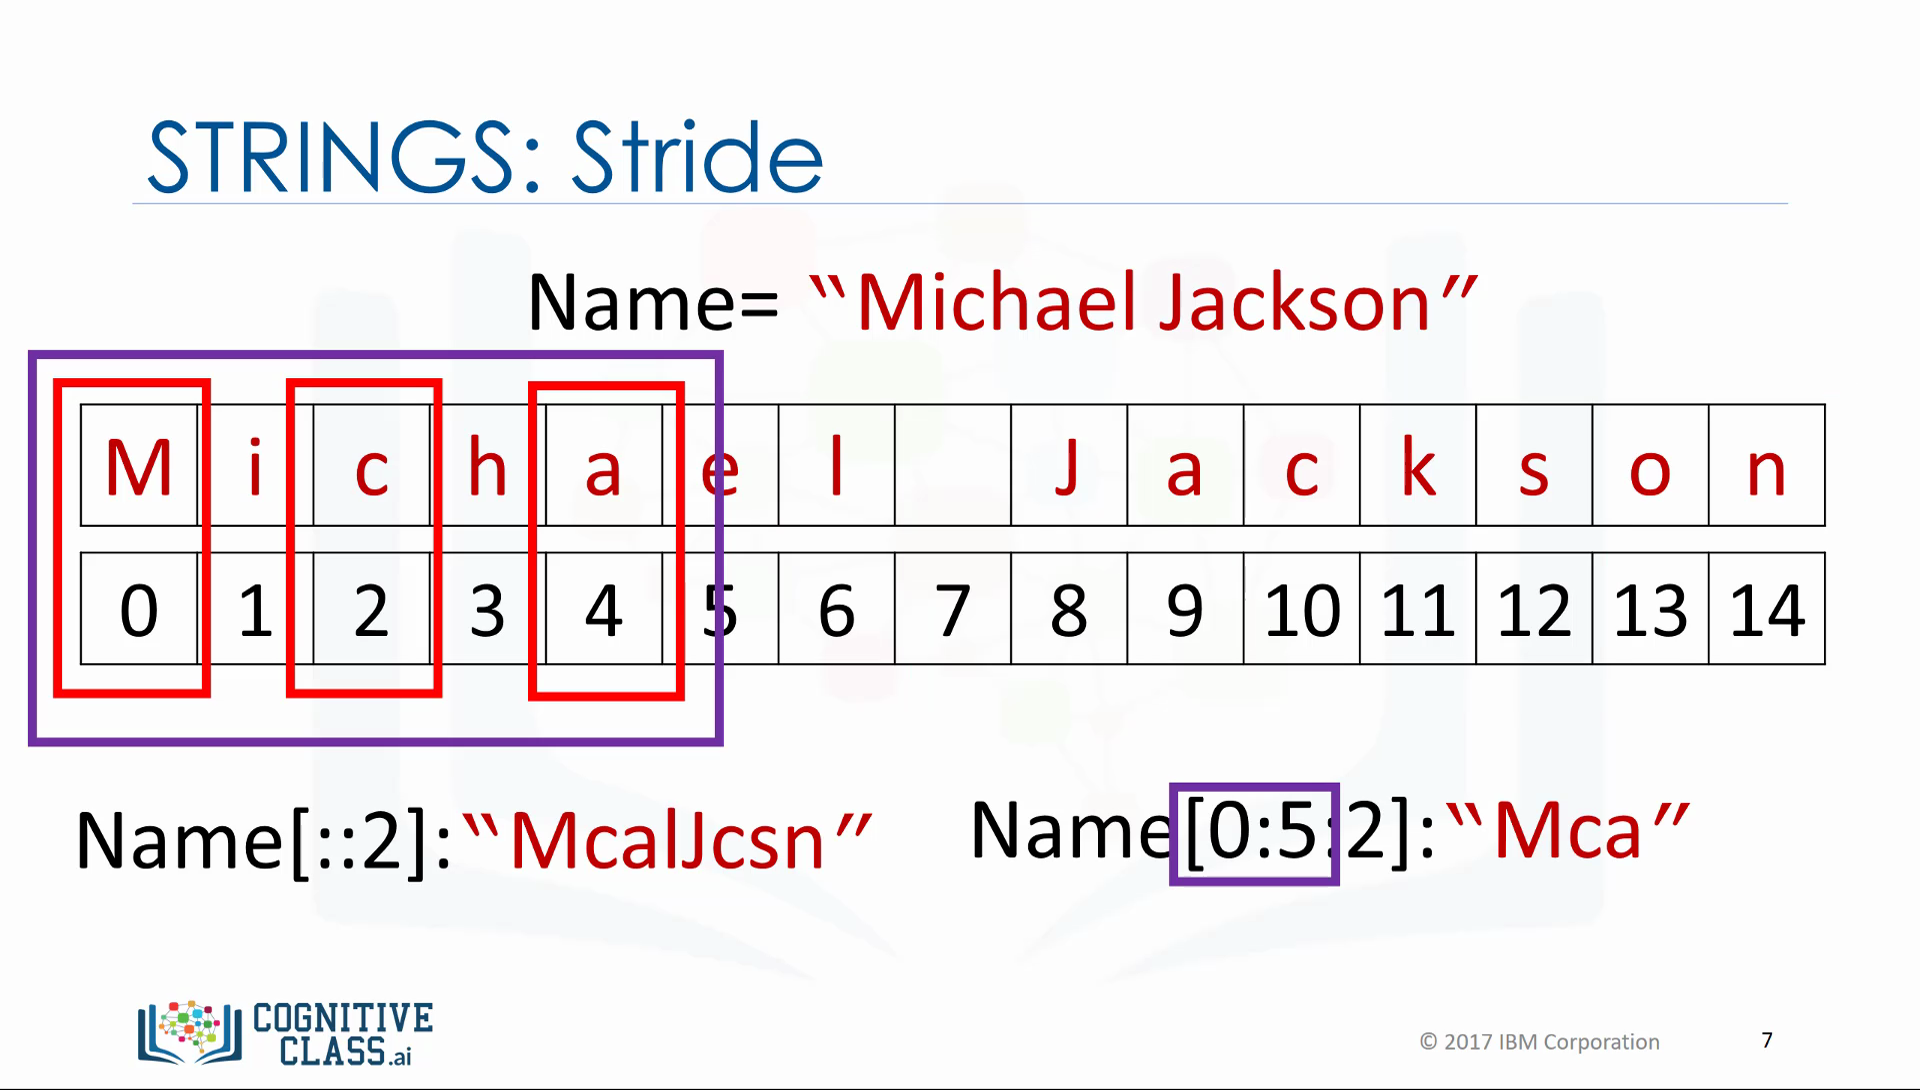 STRINGS: Stride
Name= “Michael Jackson”
M i c h a e l J a c k s o n
0 1 2 3 4 5 6 7 8 9 10 11 12 13 14
Name[::2]:“McalJcsn” Name[0:5:2]:“Mca”
COGNITIVE
CLASS.ai
© 2017 IBM Corporation 7